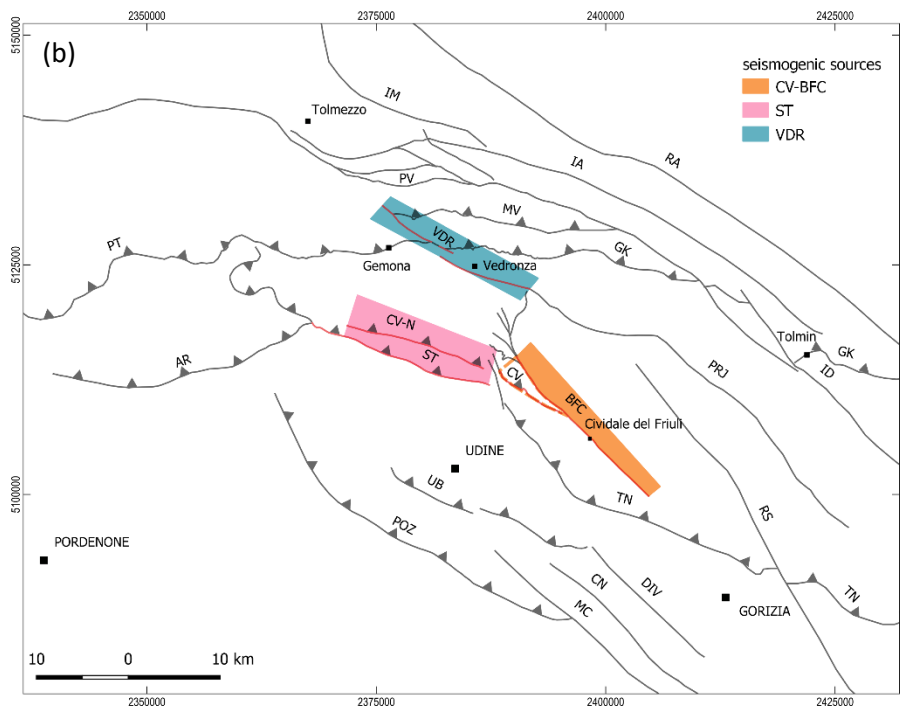 2350000
2375000
2400000
2425000
5150000
(b)
seismogenic sources
CV-BFC
ST
VDR
IM
Tolmezzo
RA
IA
PV
MV
VDR
GK
PT
5125000
5125000
Gemona
Vedronza
CV-N
Tolmin
GK
ST
AR
CV
PRJ
ID
BFC
Cividale del Friuli
UDINE
UB
5100000
5100000
TN
RS
POZ
PORDENONE
CN
DIV
MC
GORIZIA
TN
10
0
10 km
2350000
2375000
2400000
2425000